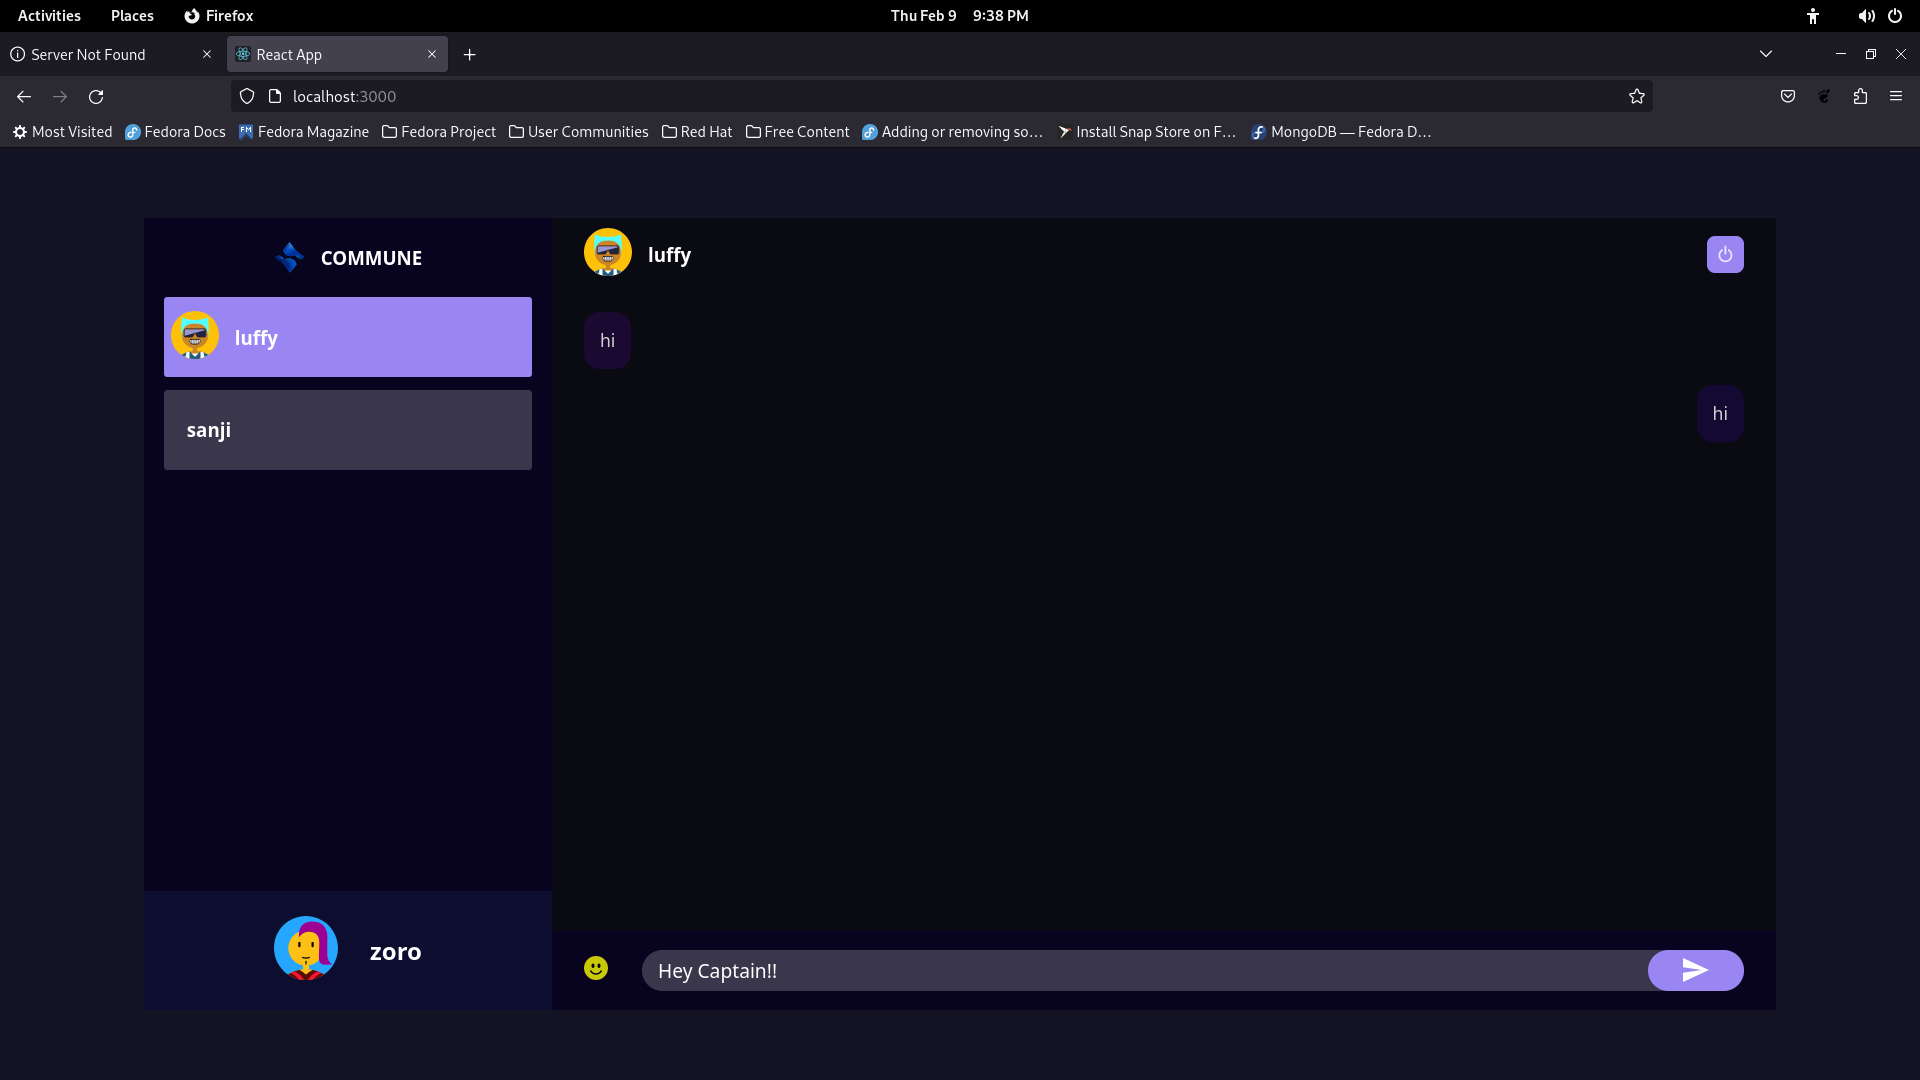 Activities Places Firefox Thu Feb 9 9:38 PM
Server Not Found React App
localhost:3000
Most Visited Fedora Docs Fedora Magazine Fedora Project User Communities Red Hat Free Content Adding or removing so… Install Snap Store on F… MongoDB — Fedora D…
COMMUNE
luffy
sanji
zoro
luffy
hi
hi
Hey Captain!!